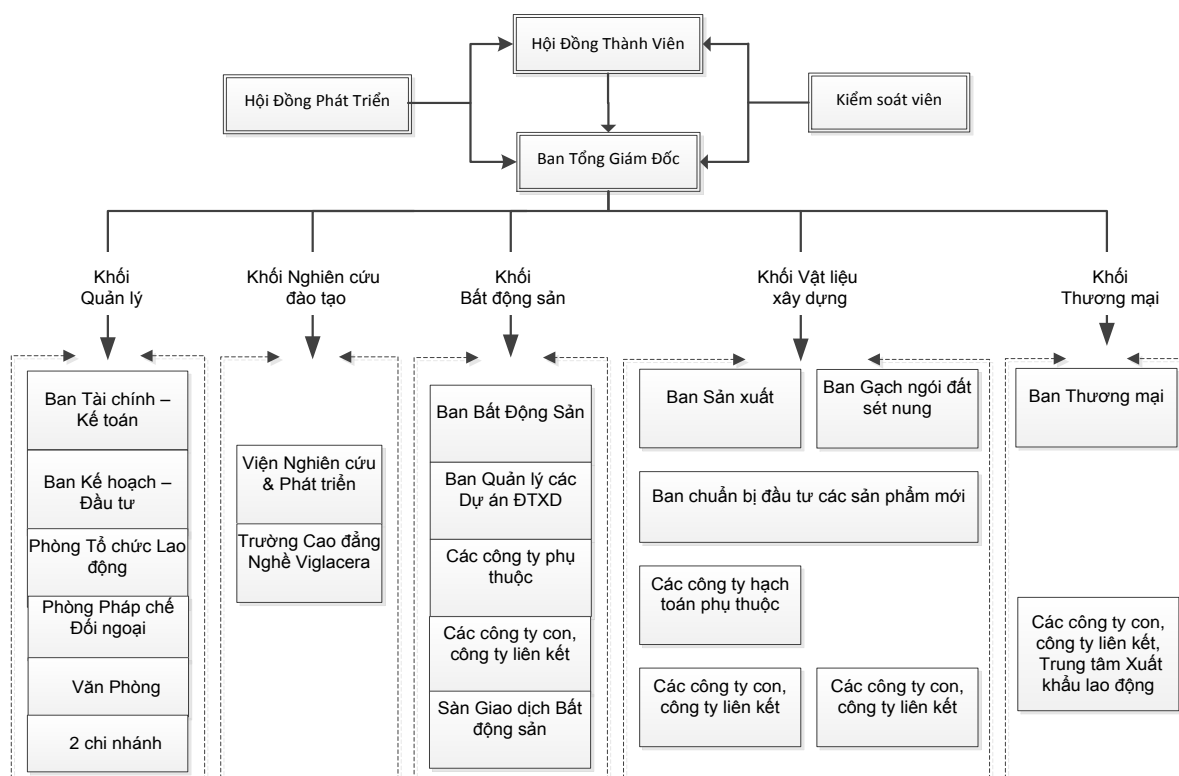 Hội Đồng Thành Viên
Hội Đồng Phát Triển
Kiểm soát viên
Ban Tổng Giám Đốc
Khối
Quản lý
Khối Nghiên cứu
đào tạo
Khối
Bất động sản
Khối Vật liệu
xây dựng
Khối
Thương mại
Ban Tài chính –
Kế toán
Ban Kế hoạch –
Đầu tư
Phòng Tổ chức Lao
động
Phòng Pháp chế
Đối ngoại
Văn Phòng
2 chi nhánh
Viện Nghiên cứu
& Phát triển
Trường Cao đẳng
Nghề Viglacera
Ban Bất Động Sản
Ban Quản lý các
Dự án ĐTXD
Các công ty phụ
thuộc
Các công ty con,
công ty liên kết
Sàn Giao dịch Bất
động sản
Ban Sản xuất
Ban Gạch ngói đất
sét nung
Ban chuẩn bị đầu tư các sản phẩm mới
Các công ty hạch
toán phụ thuộc
Các công ty con,
công ty liên kết
Các công ty con,
công ty liên kết
Ban Thương mại
Các công ty con,
công ty liên kết,
Trung tâm Xuất
khẩu lao động